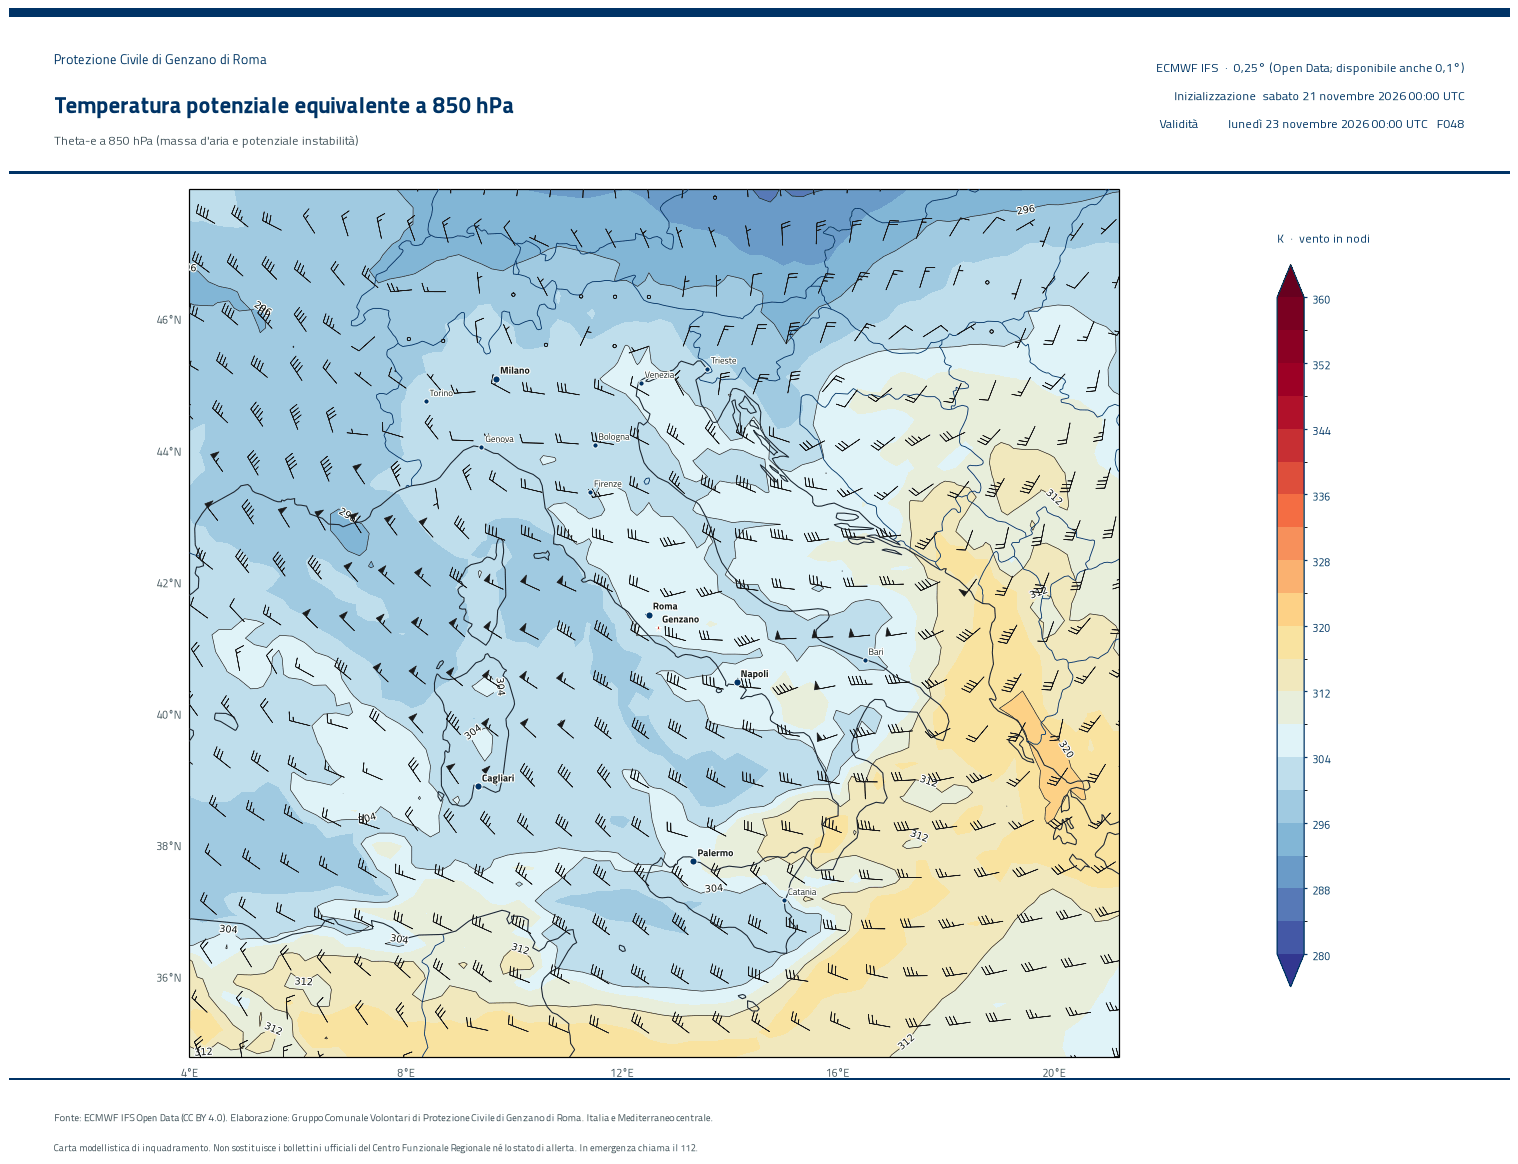 Protezione Civile di Genzano di Roma
Temperatura potenziale equivalente a 850 hPa
Theta-e a 850 hPa (massa d'aria e potenziale instabilità)
ECMWF IFS · 0,25° (Open Data; disponibile anche 0,1°)
Inizializzazione sabato 21 novembre 2026 00:00 UTC
Validità lunedì 23 novembre 2026 00:00 UTC F048
K · vento in nodi
360
352
344
336
328
320
312
304
296
288
280
46°N
44°N
42°N
40°N
38°N
36°N
4°E
8°E
12°E
16°E
20°E
296
296
Milano
Torino
Venezia
Trieste
Genova
Bologna
Firenze
312
Roma
Genzano
Bari
Napoli
304
304
320
Cagliari
312
304
312
Palermo
304
Catania
304
304
312
312
312
312
312
Fonte: ECMWF IFS Open Data (CC BY 4.0). Elaborazione: Gruppo Comunale Volontari di Protezione Civile di Genzano di Roma. Italia e Mediterraneo centrale.
Carta modellistica di inquadramento. Non sostituisce i bollettini ufficiali del Centro Funzionale Regionale né lo stato di allerta. In emergenza chiama il 112.